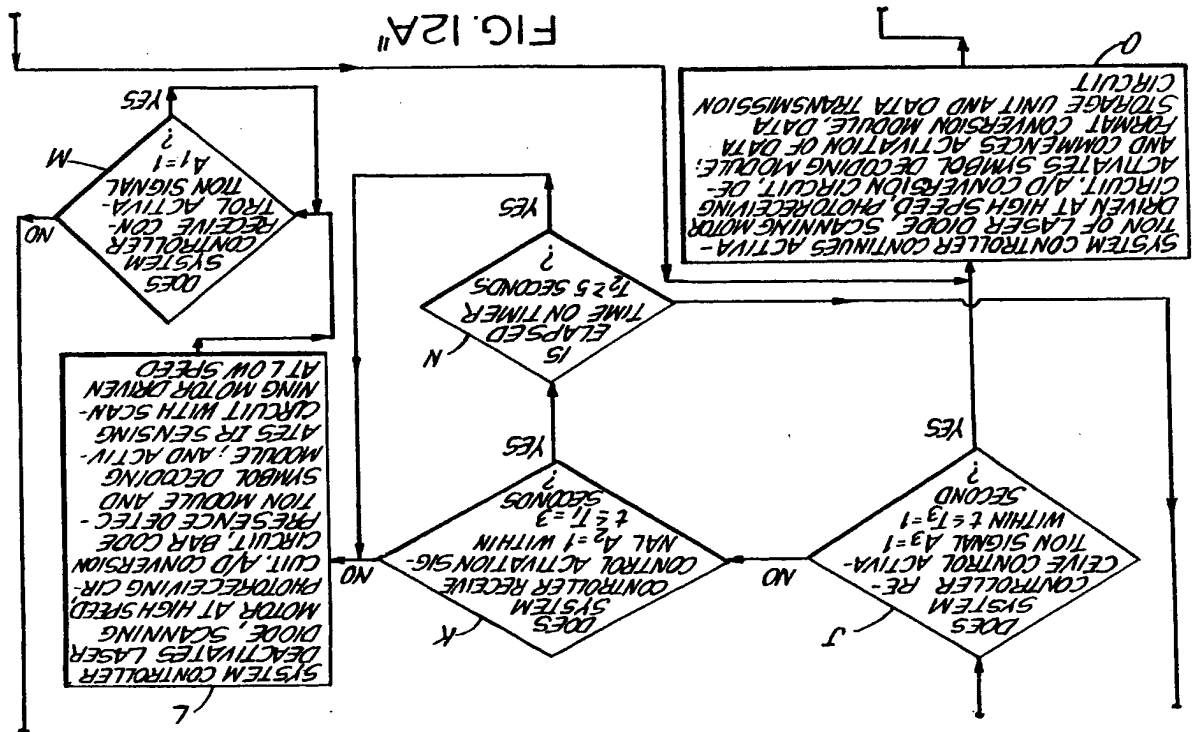 DOES
SYSTEM
CONTROLLER RE-
CEIVE CONTROL ACTIVA-
TION SIGNAL A3=1
WITHIN t≤T3=1
SECOND
?
J
NO
YES
DOES
SYSTEM
CONTROLLER RECEIVE
CONTROL ACTIVATION SIG-
NAL A2=1 WITHIN
t≤T1=3
SECONDS
?
K
NO
YES
L
SYSTEM CONTROLLER
DEACTIVATES LASER
DIODE, SCANNING
MOTOR AT HIGH SPEED,
PHOTORECEIVING CIR-
CUIT, A/D CONVERSION
CIRCUIT, BAR CODE
PRESENCE DETEC-
TION MODULE AND
SYMBOL DECODING
MODULE; AND ACTIV-
ATES IR SENSING
CIRCUIT WITH SCAN-
NING MOTOR DRIVEN
AT LOW SPEED
N
IS
ELAPSED
TIME ON TIMER
T2≥5 SECONDS
?
YES
DOES
SYSTEM
CONTROLLER
RECEIVE CON-
TROL ACTIVA-
TION SIGNAL
A1=1
?
M
NO
YES
SYSTEM CONTROLLER CONTINUES ACTIVA-
TION OF LASER DIODE, SCANNING MOTOR
DRIVEN AT HIGH SPEED, PHOTORECEIVING
CIRCUIT, A/D CONVERSION CIRCUIT, DE-
ACTIVATES SYMBOL DECODING MODULE;
AND COMMENCES ACTIVATION OF DATA
FORMAT CONVERSION MODULE, DATA
STORAGE UNIT AND DATA TRANSMISSION
CIRCUIT
O
FIG. 12A"